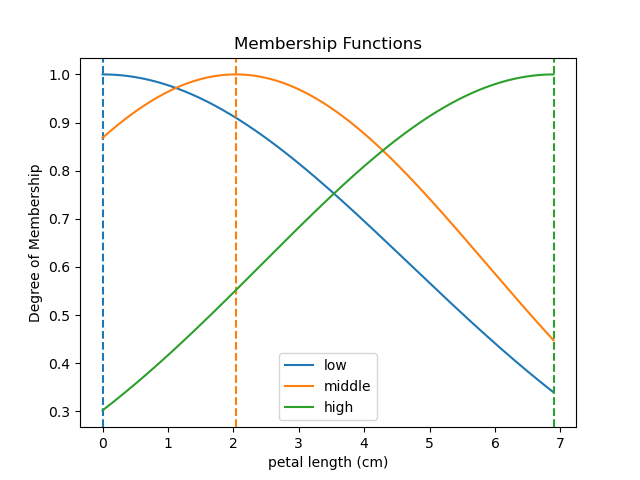 Membership Functions
1.0
0.9
0.8
0.7
0.6
0.5
0.4
0.3
Degree of Membership
low
middle
high
0 1 2 3 4 5 6 7
petal length (cm)